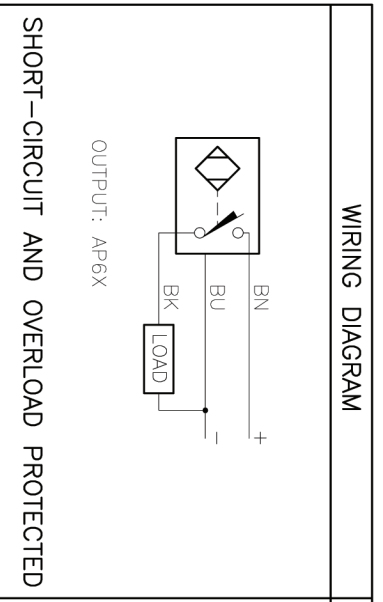 WIRING DIAGRAM
BN
+
BU
-
BK
LOAD
OUTPUT: AP6X
SHORT-CIRCUIT AND OVERLOAD PROTECTED